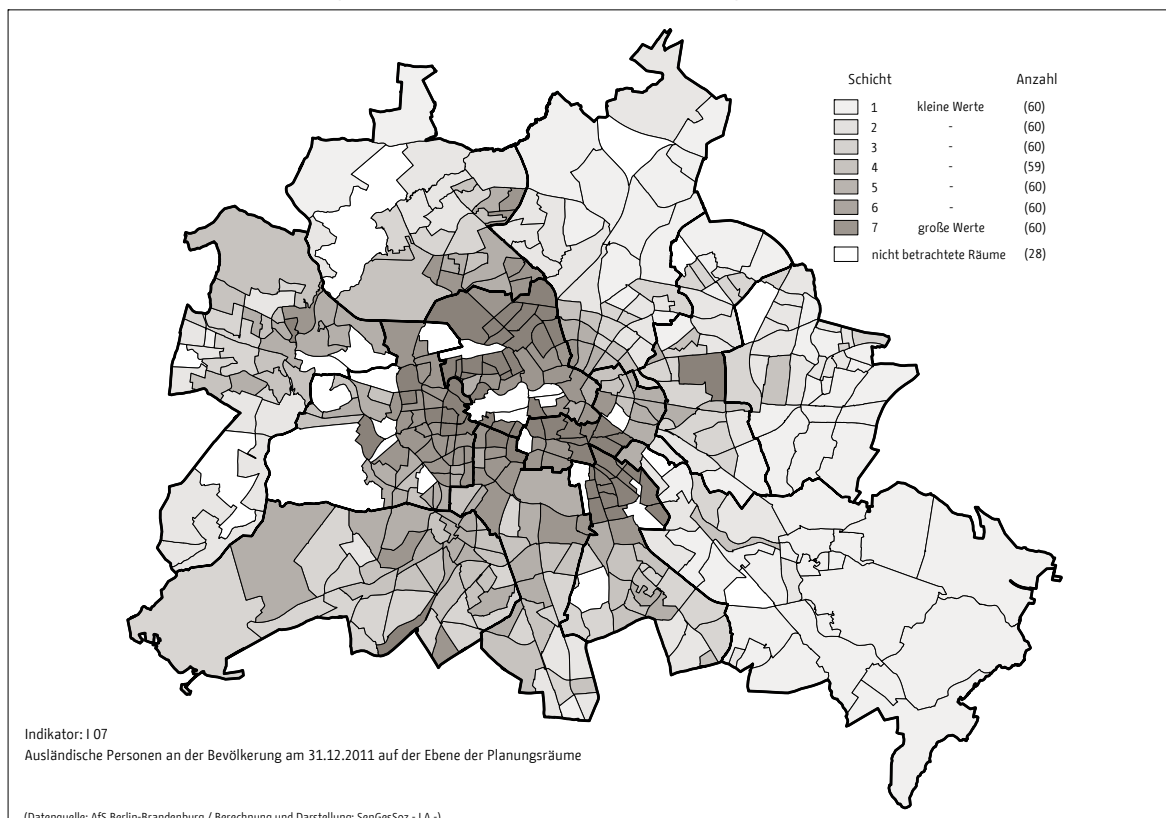 Schicht Anzahl
1 kleine Werte (60)
2 - (60)
3 - (60)
4 - (59)
5 - (60)
6 - (60)
7 große Werte (60)
nicht betrachtete Räume (28)
Indikator: I 07
Ausländische Personen an der Bevölkerung am 31.12.2011 auf der Ebene der Planungsräume
(Datenquelle: AfS Berlin-Brandenburg / Berechnung und Darstellung: SenGesSoz - I A -)